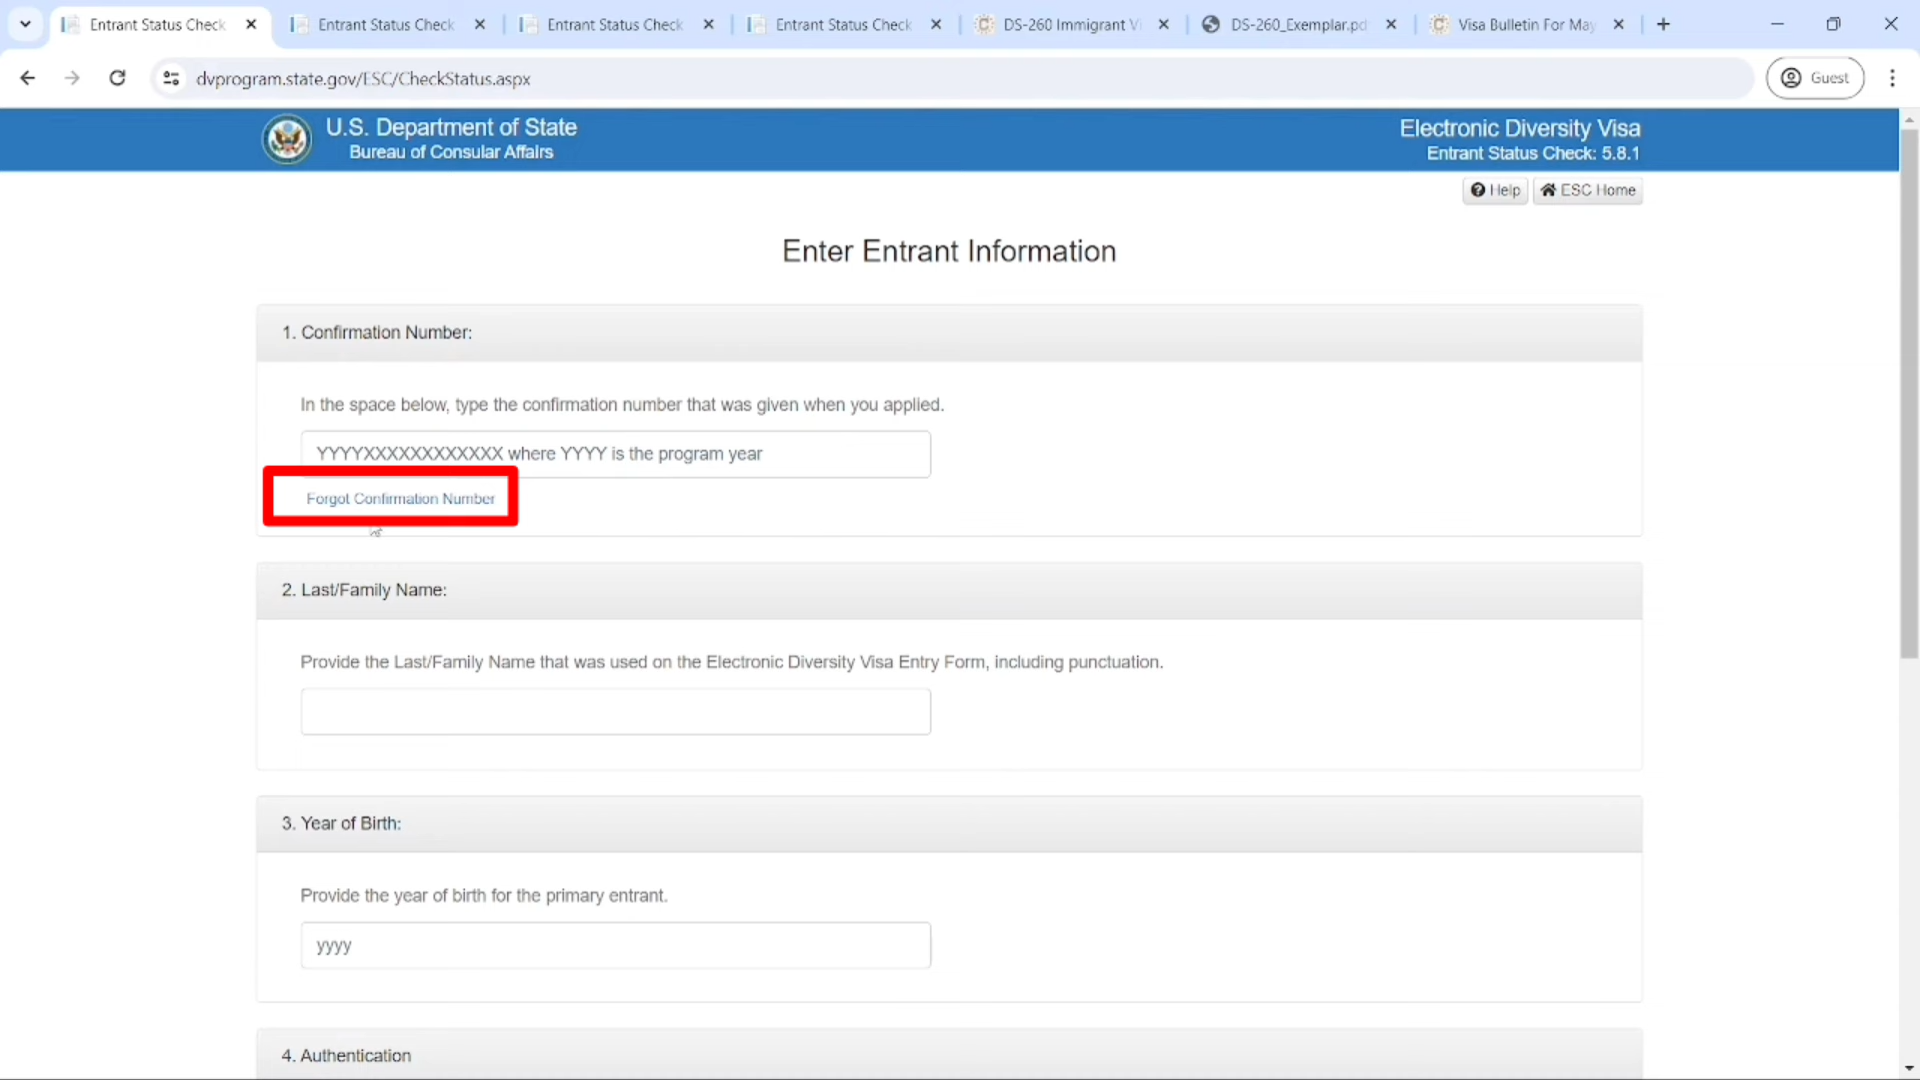 Entrant Status Check
Entrant Status Check
Entrant Status Check
Entrant Status Check
DS-260 Immigrant Vi
DS-260_Exemplar.pd
Visa Bulletin For May
dvprogram.state.gov/ESC/CheckStatus.aspx
Guest
U.S. Department of State
Bureau of Consular Affairs
Electronic Diversity Visa
Entrant Status Check: 5.8.1
Help
ESC Home
Enter Entrant Information
1. Confirmation Number:
In the space below, type the confirmation number that was given when you applied.
YYYYXXXXXXXXXXXX where YYYY is the program year
Forgot Confirmation Number
2. Last/Family Name:
Provide the Last/Family Name that was used on the Electronic Diversity Visa Entry Form, including punctuation.
3. Year of Birth:
Provide the year of birth for the primary entrant.
yyyy
4. Authentication